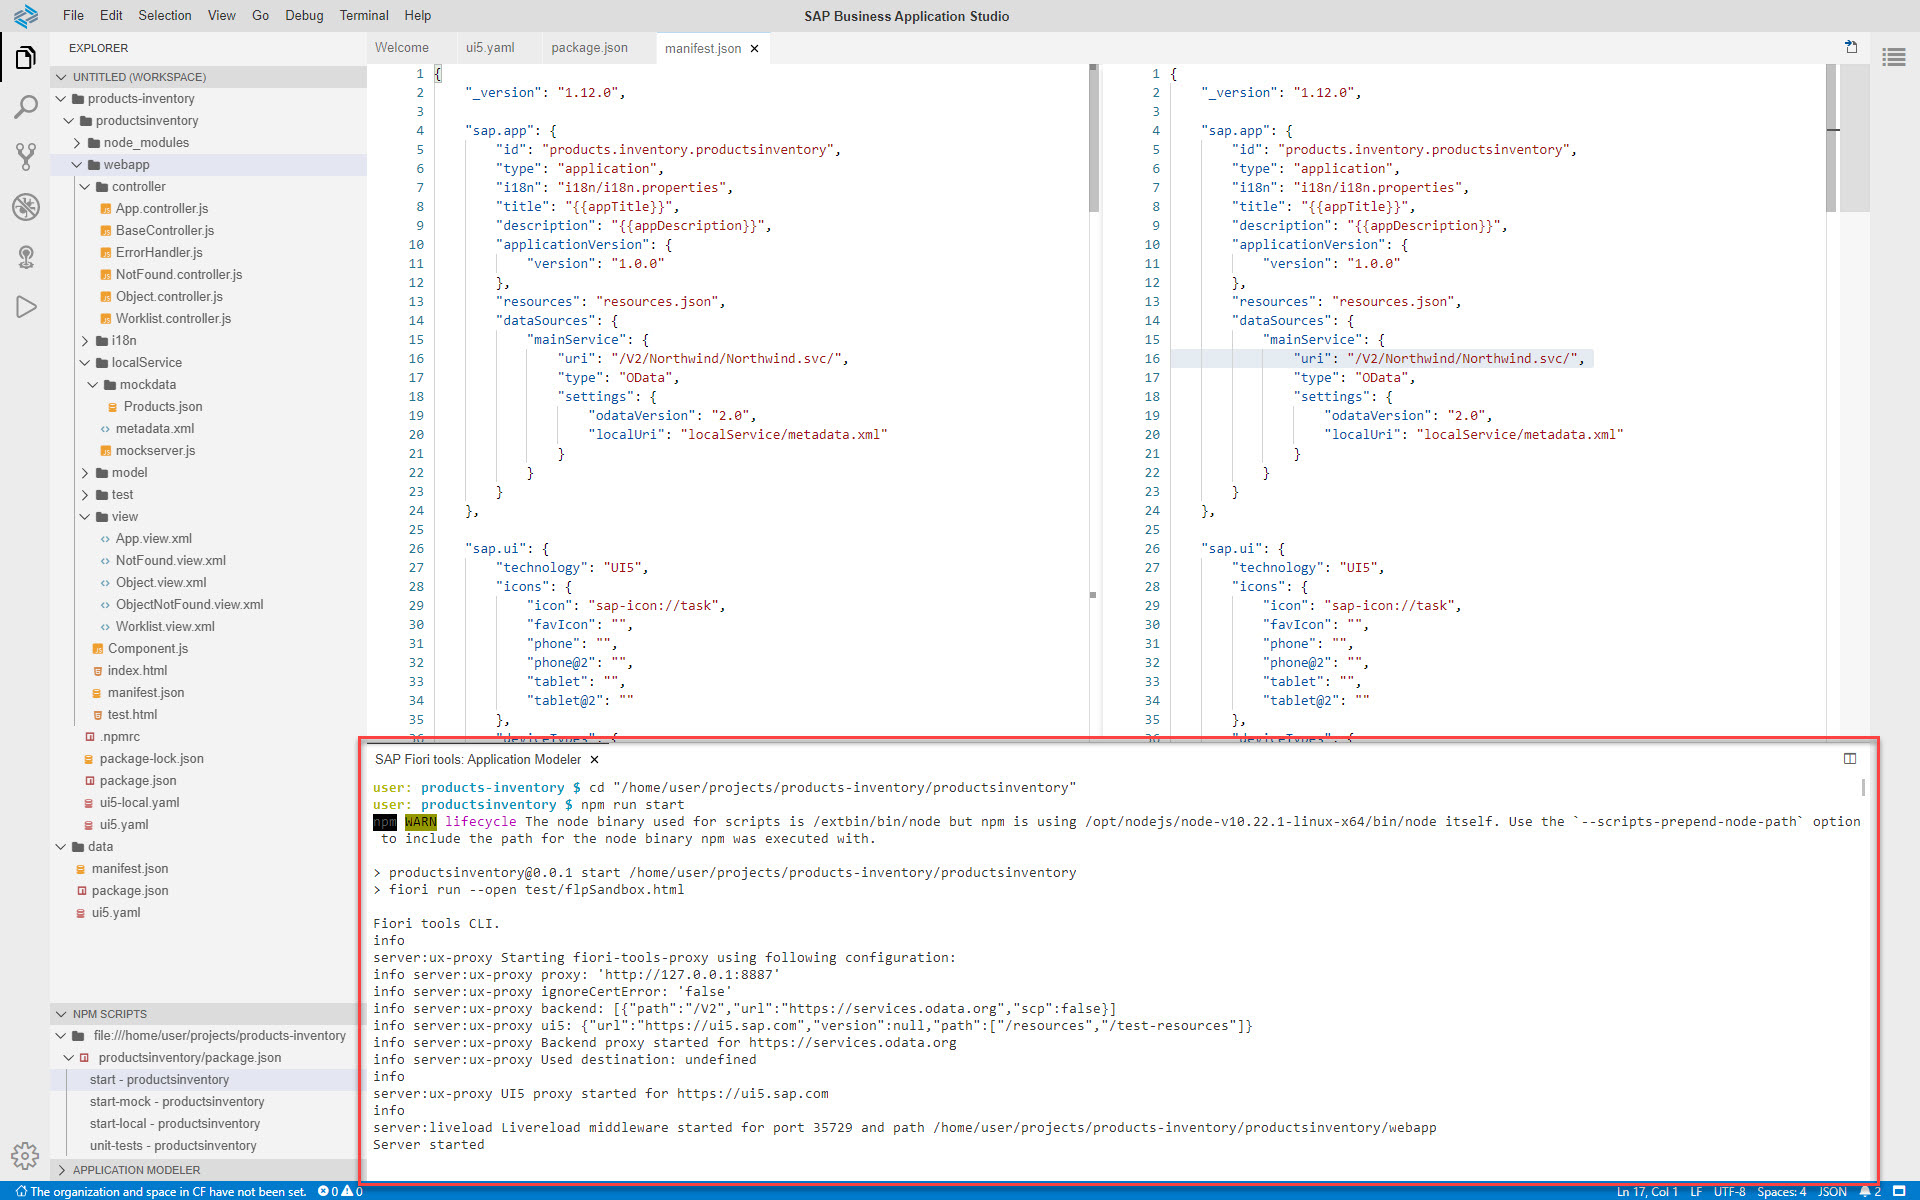 File Edit Selection View Go Debug Terminal Help
SAP Business Application Studio
EXPLORER
UNTITLED (WORKSPACE)
products-inventory
productsinventory
node_modules
webapp
controller
App.controller.js
BaseController.js
ErrorHandler.js
NotFound.controller.js
Object.controller.js
Worklist.controller.js
i18n
localService
mockdata
Products.json
metadata.xml
mockserver.js
model
test
view
App.view.xml
NotFound.view.xml
Object.view.xml
ObjectNotFound.view.xml
Worklist.view.xml
Component.js
index.html
manifest.json
test.html
.npmrc
package-lock.json
package.json
ui5-local.yaml
ui5.yaml
data
manifest.json
package.json
ui5.yaml
NPM SCRIPTS
file:///home/user/projects/products-inventory
productsinventory/package.json
start - productsinventory
start-mock - productsinventory
start-local - productsinventory
unit-tests - productsinventory
APPLICATION MODELER
Welcome ui5.yaml package.json manifest.json
1 {
2 "_version": "1.12.0",
3
4 "sap.app": {
5 "id": "products.inventory.productsinventory",
6 "type": "application",
7 "i18n": "i18n/i18n.properties",
8 "title": "{{appTitle}}",
9 "description": "{{appDescription}}",
10 "applicationVersion": {
11 "version": "1.0.0"
12 },
13 "resources": "resources.json",
14 "dataSources": {
15 "mainService": {
16 "uri": "/V2/Northwind/Northwind.svc/",
17 "type": "OData",
18 "settings": {
19 "odataVersion": "2.0",
20 "localUri": "localService/metadata.xml"
21 }
22 }
23 }
24 },
25
26 "sap.ui": {
27 "technology": "UI5",
28 "icons": {
29 "icon": "sap-icon://task",
30 "favIcon": "",
31 "phone": "",
32 "phone@2": "",
33 "tablet": "",
34 "tablet@2": ""
35 },
36 "deviceTypes": {
1 {
2 "_version": "1.12.0",
3
4 "sap.app": {
5 "id": "products.inventory.productsinventory",
6 "type": "application",
7 "i18n": "i18n/i18n.properties",
8 "title": "{{appTitle}}",
9 "description": "{{appDescription}}",
10 "applicationVersion": {
11 "version": "1.0.0"
12 },
13 "resources": "resources.json",
14 "dataSources": {
15 "mainService": {
16 "uri": "/V2/Northwind/Northwind.svc/",
17 "type": "OData",
18 "settings": {
19 "odataVersion": "2.0",
20 "localUri": "localService/metadata.xml"
21 }
22 }
23 }
24 },
25
26 "sap.ui": {
27 "technology": "UI5",
28 "icons": {
29 "icon": "sap-icon://task",
30 "favIcon": "",
31 "phone": "",
32 "phone@2": "",
33 "tablet": "",
34 "tablet@2": ""
35 },
36 "deviceTypes": {
SAP Fiori tools: Application Modeler
user: products-inventory $ cd "/home/user/projects/products-inventory/productsinventory"
user: productsinventory $ npm run start
npm WARN lifecycle The node binary used for scripts is /extbin/bin/node but npm is using /opt/nodejs/node-v10.22.1-linux-x64/bin/node itself. Use the `--scripts-prepend-node-path` option
to include the path for the node binary npm was executed with.
> productsinventory@0.0.1 start /home/user/projects/products-inventory/productsinventory
> fiori run --open test/flpSandbox.html
Fiori tools CLI.
info
server:ux-proxy Starting fiori-tools-proxy using following configuration:
info server:ux-proxy proxy: 'http://127.0.0.1:8887'
info server:ux-proxy ignoreCertError: 'false'
info server:ux-proxy backend: [{"path":"/V2","url":"https://services.odata.org","scp":false}]
info server:ux-proxy ui5: {"url":"https://ui5.sap.com","version":null,"path":["/resources","/test-resources"]}
info server:ux-proxy Backend proxy started for https://services.odata.org
info server:ux-proxy Used destination: undefined
info
server:ux-proxy UI5 proxy started for https://ui5.sap.com
info
server:liveload Livereload middleware started for port 35729 and path /home/user/projects/products-inventory/productsinventory/webapp
Server started
The organization and space in CF have not been set. 0 0
Ln 17, Col 1 LF UTF-8 Spaces: 4 JSON 2